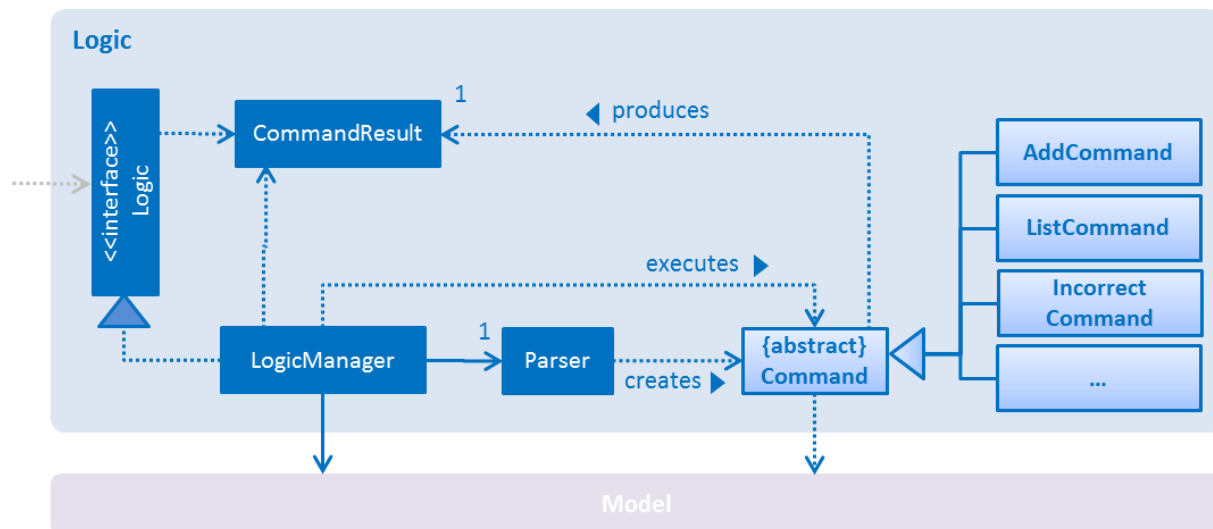 Logic
<<interface>>
Logic
CommandResult
1
produces
AddCommand
ListCommand
Incorrect
Command
...
executes
LogicManager
1
Parser
creates
{abstract}
Command
Model